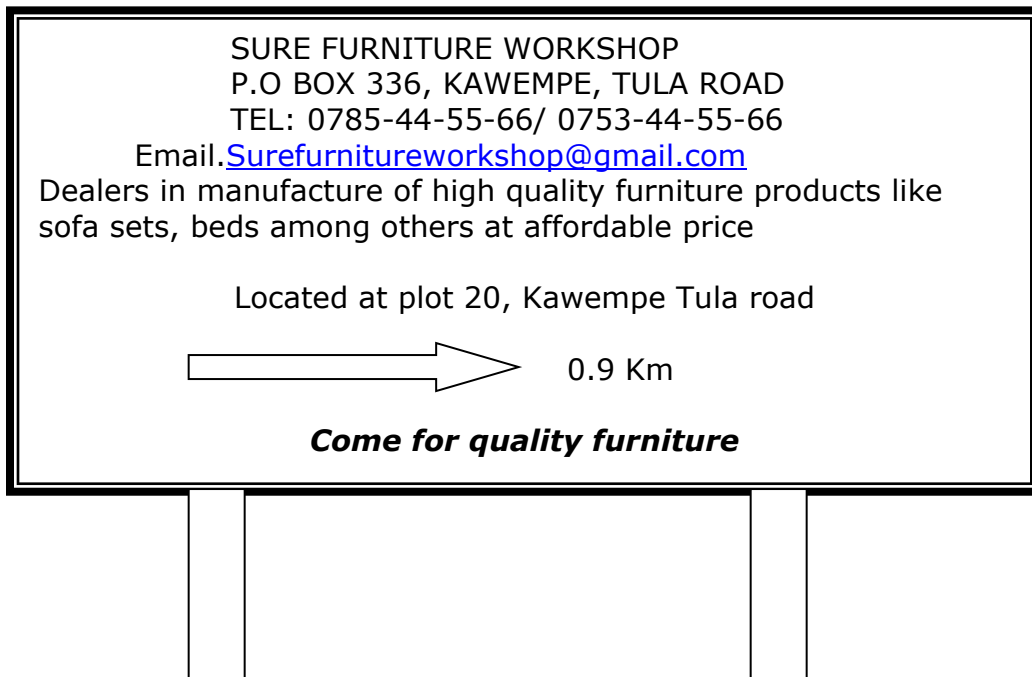 SURE FURNITURE WORKSHOP
P.O BOX 336, KAWEMPE, TULA ROAD
TEL: 0785-44-55-66/ 0753-44-55-66
Email.Surefurnitureworkshop@gmail.com
Dealers in manufacture of high quality furniture products like
sofa sets, beds among others at affordable price
Located at plot 20, Kawempe Tula road
0.9 Km
Come for quality furniture